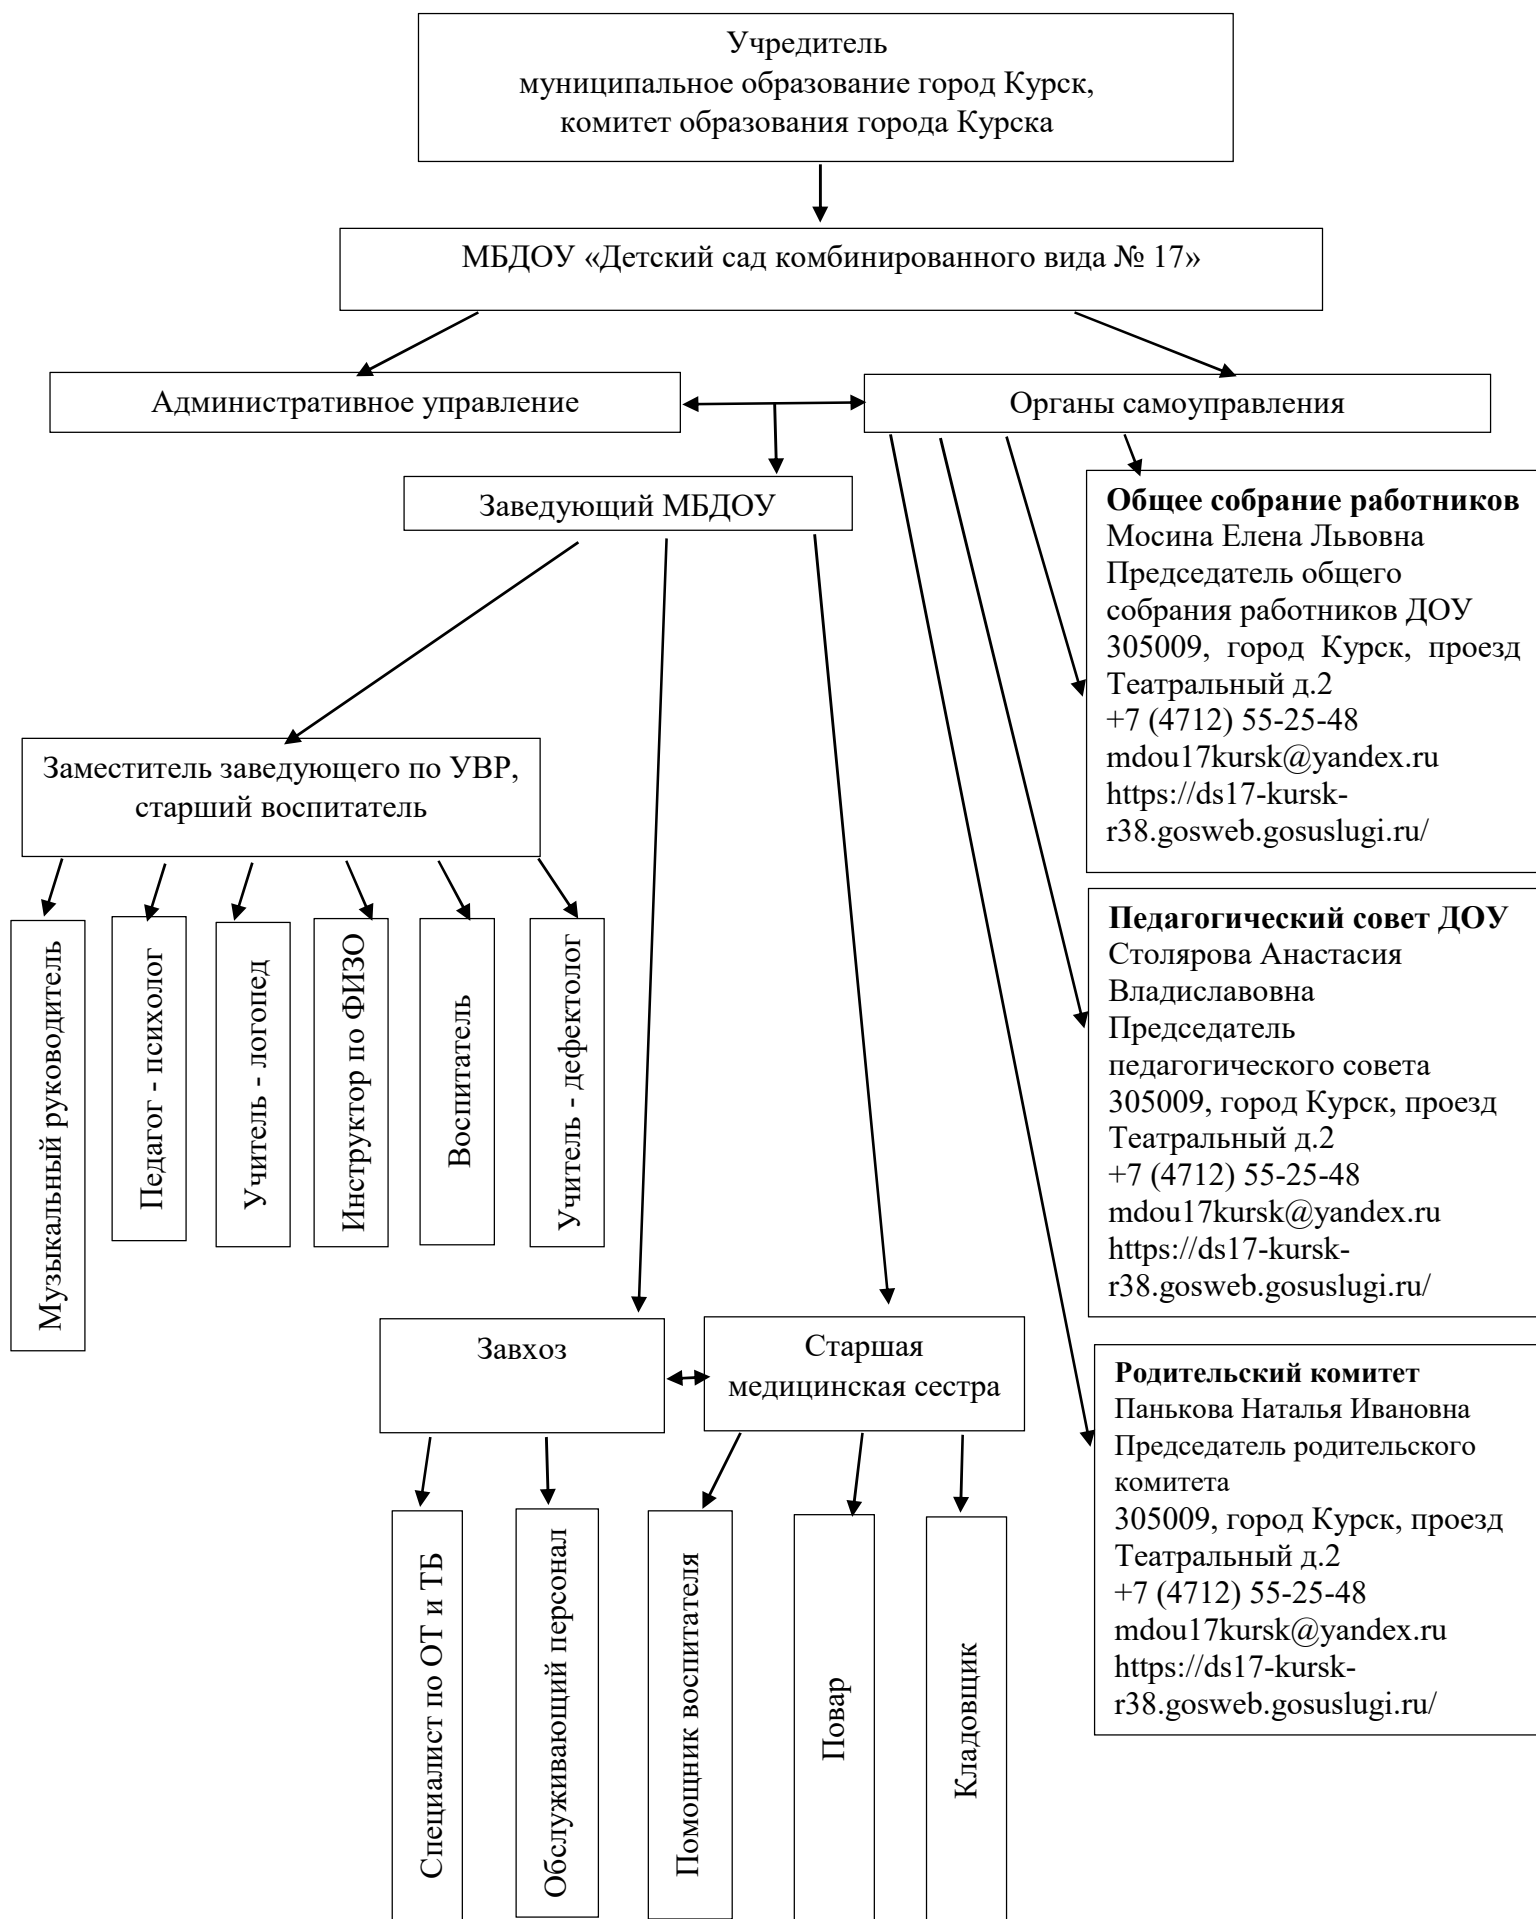 Учредитель
муниципальное образование город Курск,
комитет образования города Курска
МБДОУ «Детский сад комбинированного вида № 17»
Административное управление
Органы самоуправления
Заведующий МБДОУ
Общее собрание работников
Мосина Елена Львовна
Председатель общего
собрания работников ДОУ
305009, город Курск, проезд
Театральный д.2
+7 (4712) 55-25-48
mdou17kursk@yandex.ru
https://ds17-kursk-
r38.gosweb.gosuslugi.ru/
Заместитель заведующего по УВР,
старший воспитатель
Музыкальный руководитель
Педагог - психолог
Учитель - логопед
Инструктор по ФИЗО
Воспитатель
Учитель - дефектолог
Педагогический совет ДОУ
Столярова Анастасия
Владиславовна
Председатель
педагогического совета
305009, город Курск, проезд
Театральный д.2
+7 (4712) 55-25-48
mdou17kursk@yandex.ru
https://ds17-kursk-
r38.gosweb.gosuslugi.ru/
Завхоз
Старшая
медицинская сестра
Родительский комитет
Панькова Наталья Ивановна
Председатель родительского
комитета
305009, город Курск, проезд
Театральный д.2
+7 (4712) 55-25-48
mdou17kursk@yandex.ru
https://ds17-kursk-
r38.gosweb.gosuslugi.ru/
Специалист по ОТ и ТБ
Обслуживающий персонал
Помощник воспитателя
Повар
Кладовщик